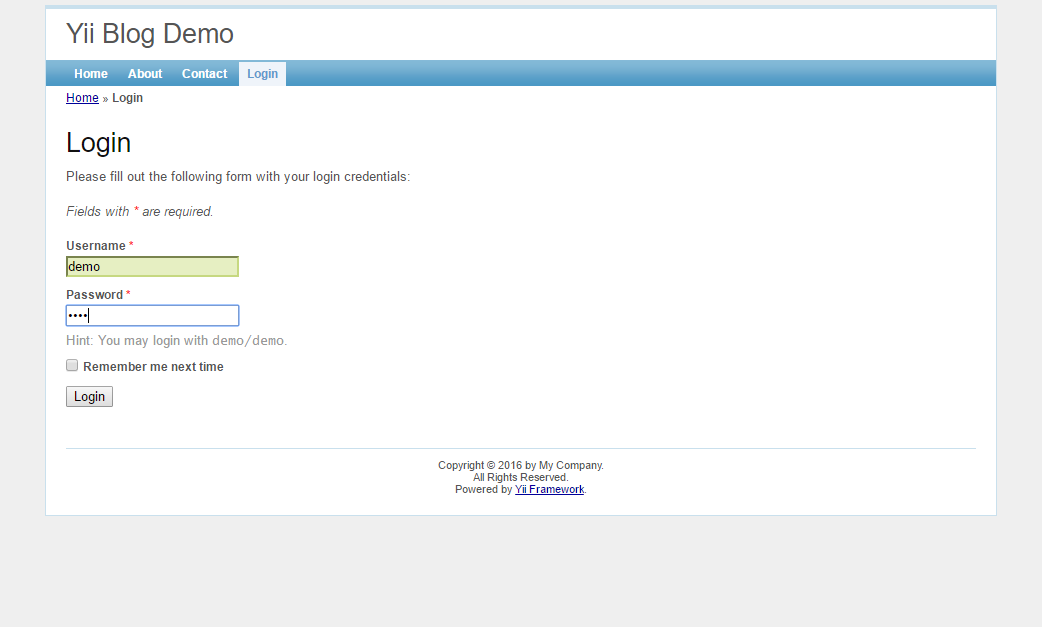 Yii Blog Demo
Home About Contact Login
Home » Login
Login
Please fill out the following form with your login credentials:
Fields with * are required.
Username *
demo
Password *
••••
Hint: You may login with demo/demo.
Remember me next time
Login
Copyright © 2016 by My Company.
All Rights Reserved.
Powered by Yii Framework.